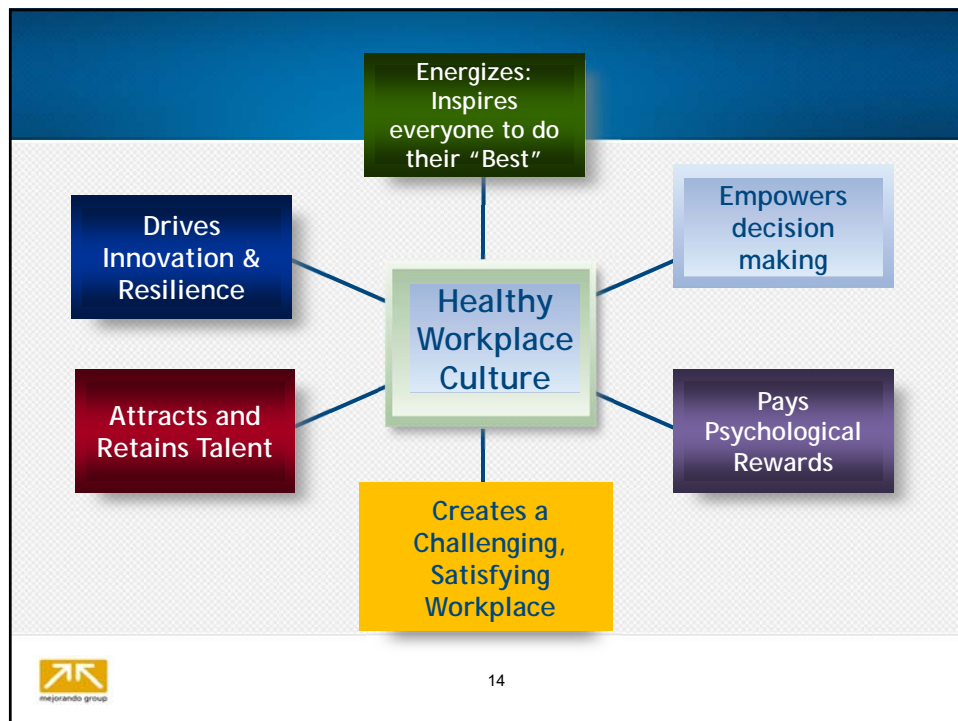 Energizes:
Inspires
everyone to do
their “Best”
Empowers
decision
making
Drives
Innovation &
Resilience
Healthy
Workplace
Culture
Attracts and
Retains Talent
Pays
Psychological
Rewards
Creates a
Challenging,
Satisfying
Workplace
mejorando group
14